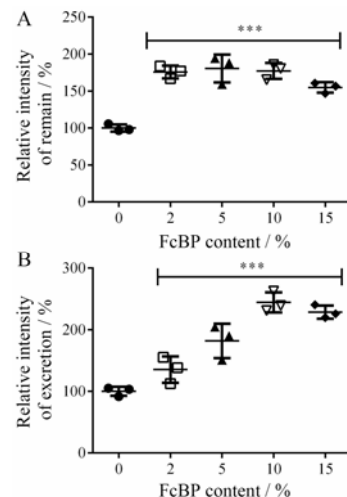 A
***
Relative intensity
of remain / %
200
150
100
50
0
0 2 5 10 15
FcBP content / %
B
***
Relative intensity
of excretion / %
300
200
100
0
0 2 5 10 15
FcBP content / %